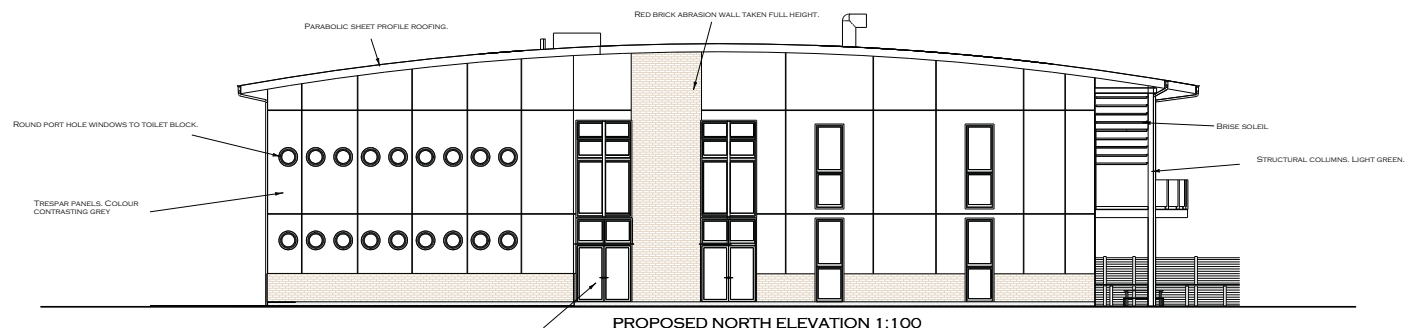 RED BRICK ABRASION WALL TAKEN FULL HEIGHT.
PARABOLIC SHEET PROFILE ROOFING.
ROUND PORT HOLE WINDOWS TO TOILET BLOCK.
BRISE SOLEIL
STRUCTURAL COLUMNS. LIGHT GREEN.
TRESPAR PANELS. COLOUR
CONTRASTING GREY
PROPOSED NORTH ELEVATION 1:100